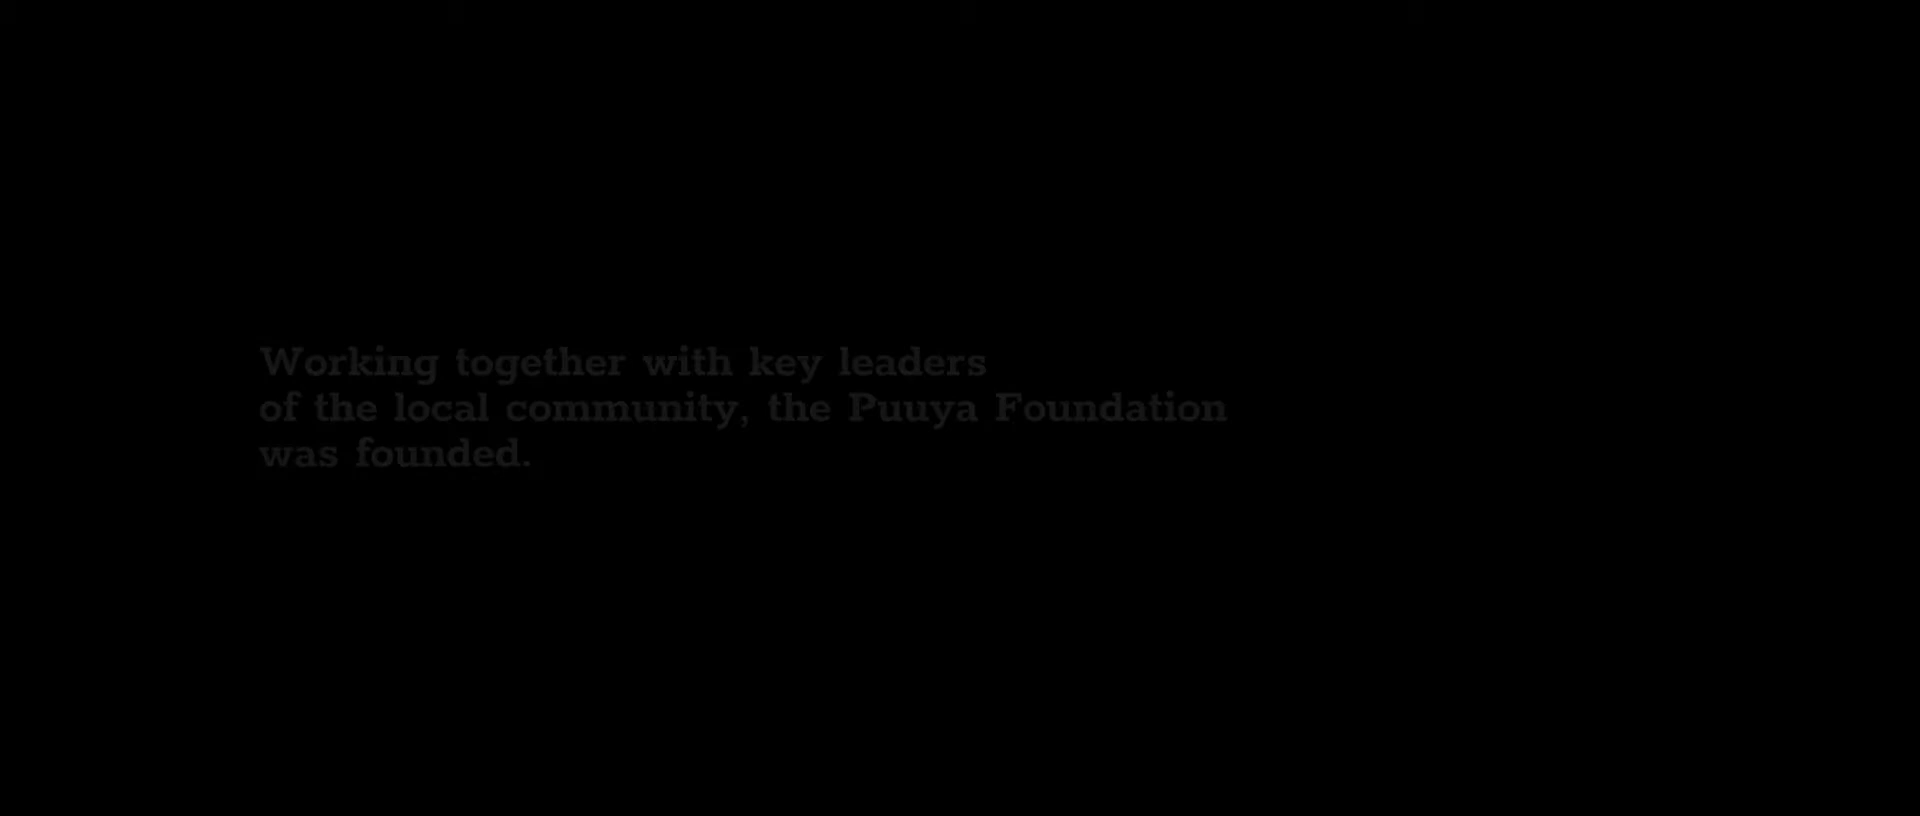 Working together with key leaders
of the local community, the Puuya Foundation
was founded.